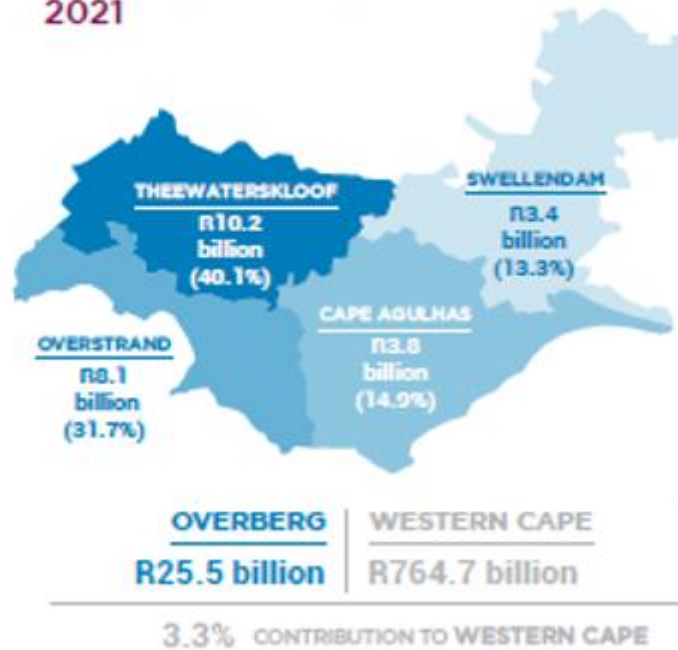 2021
THEEWATERSKLOOF
R10.2
billion
(40.1%)
SWELLENDAM
R3.4
billion
(13.3%)
CAPE AGULHAS
R3.8
billion
(14.9%)
OVERSTRAND
R8.1
billion
(31.7%)
OVERBERG
R25.5 billion
WESTERN CAPE
R764.7 billion
3.3% CONTRIBUTION TO WESTERN CAPE